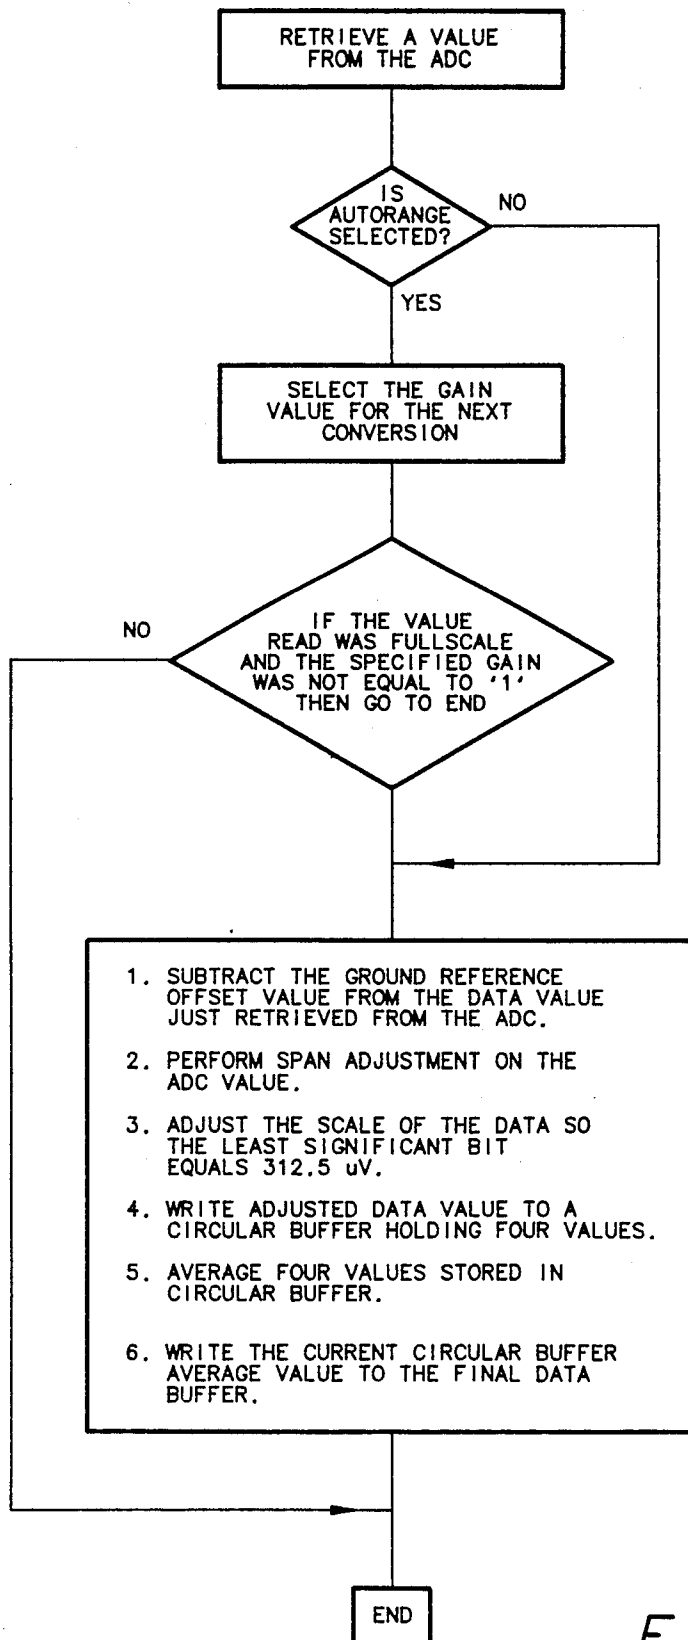 RETRIEVE A VALUE
FROM THE ADC
IS
AUTORANGE
SELECTED?
NO
YES
SELECT THE GAIN
VALUE FOR THE NEXT
CONVERSION
NO
IF THE VALUE
READ WAS FULLSCALE
AND THE SPECIFIED GAIN
WAS NOT EQUAL TO '1'
THEN GO TO END
1. SUBTRACT THE GROUND REFERENCE
OFFSET VALUE FROM THE DATA VALUE
JUST RETRIEVED FROM THE ADC.
2. PERFORM SPAN ADJUSTMENT ON THE
ADC VALUE.
3. ADJUST THE SCALE OF THE DATA SO
THE LEAST SIGNIFICANT BIT
EQUALS 312.5 uV.
4. WRITE ADJUSTED DATA VALUE TO A
CIRCULAR BUFFER HOLDING FOUR VALUES.
5. AVERAGE FOUR VALUES STORED IN
CIRCULAR BUFFER.
6. WRITE THE CURRENT CIRCULAR BUFFER
AVERAGE VALUE TO THE FINAL DATA
BUFFER.
END